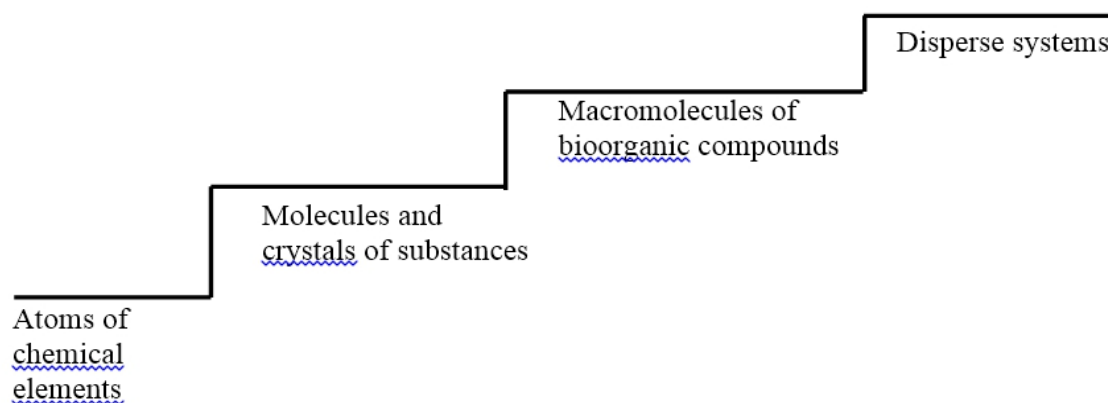 Disperse systems
Macromolecules of
bioorganic compounds
Molecules and
crystals of substances
Atoms of
chemical
elements